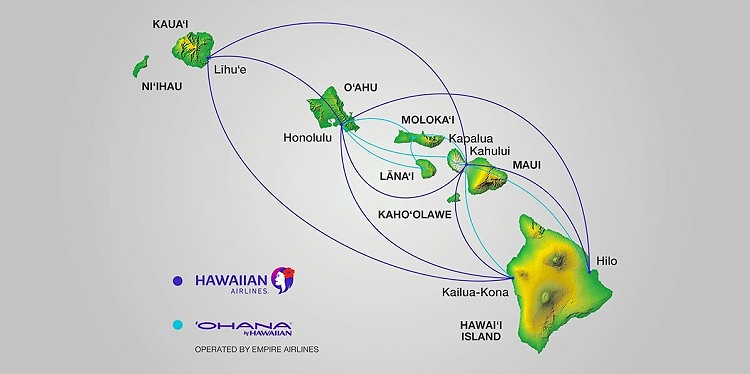 KAUA‘I
NI‘IHAU
Līhu‘e
O‘AHU
Honolulu
MOLOKA‘I
Kapalua
Kahului
LĀNA‘I
MAUI
KAHO‘OLAWE
Hilo
Kailua-Kona
HAWAI‘I
ISLAND
HAWAIIAN
AIRLINES.
‘OHANA
by HAWAIIAN
OPERATED BY EMPIRE AIRLINES